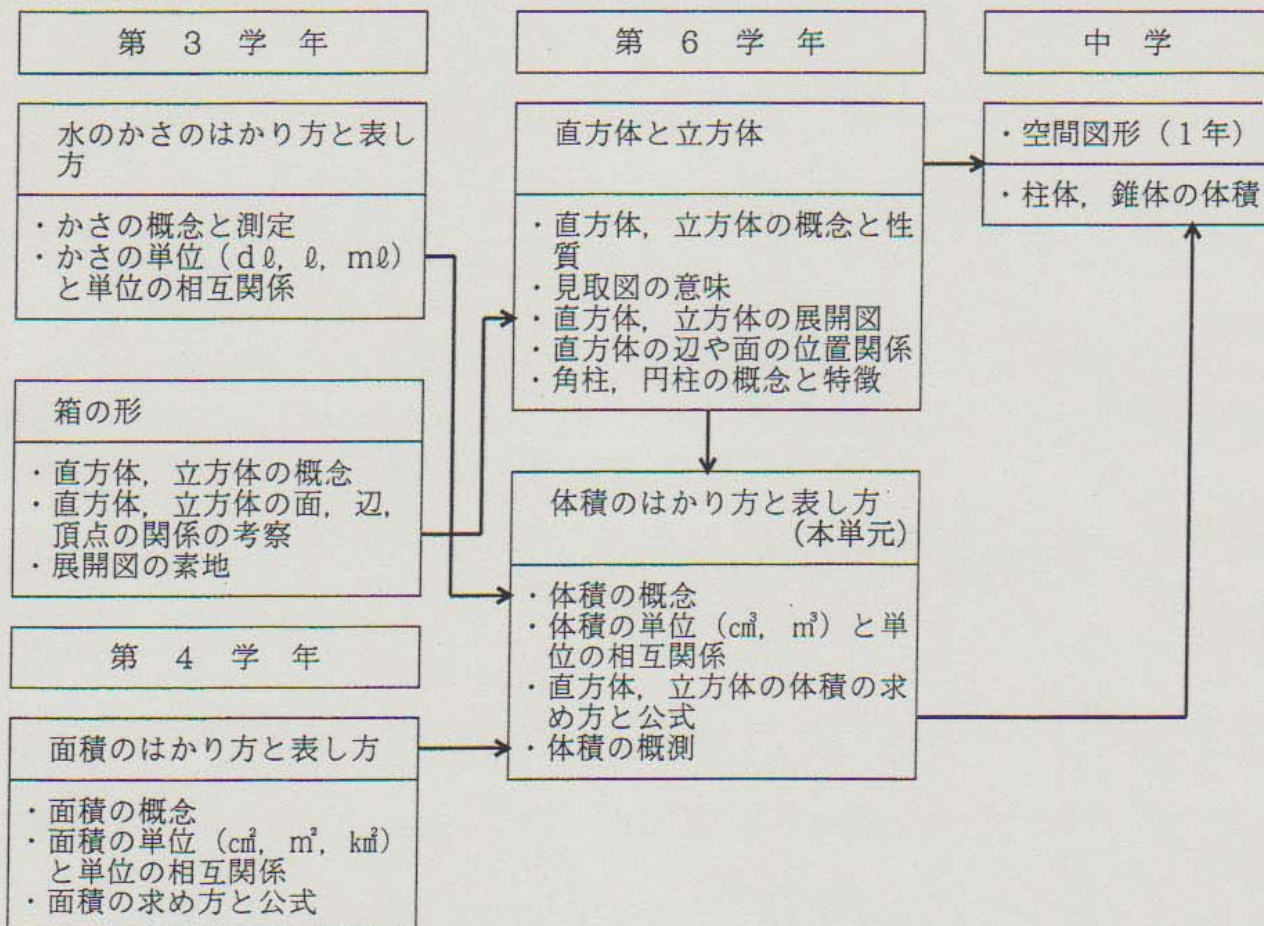 第 3 学 年
水のかさのはかり方と表し
方
・かさの概念と測定
・かさの単位（dℓ, ℓ, mℓ）
と単位の相互関係
箱の形
・直方体, 立方体の概念
・直方体, 立方体の面, 辺,
頂点の関係の考察
・展開図の素地
第 4 学 年
面積のはかり方と表し方
・面積の概念
・面積の単位（㎠, ㎡, ㎢）
と単位の相互関係
・面積の求め方と公式
第 6 学 年
直方体と立方体
・直方体, 立方体の概念と性
質
・見取図の意味
・直方体, 立方体の展開図
・直方体の辺や面の位置関係
・角柱, 円柱の概念と特徴
体積のはかり方と表し方
（本単元）
・体積の概念
・体積の単位（㎤, ㎥）と単
位の相互関係
・直方体, 立方体の体積の求
め方と公式
・体積の概測
中 学
・空間図形（1年）
・柱体, 錐体の体積